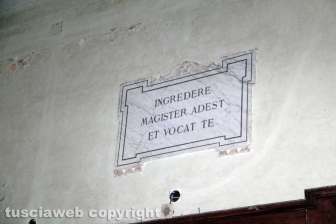 INGREDERE
MAGISTER ADEST
ET VOCAT TE
tusciaweb copyright